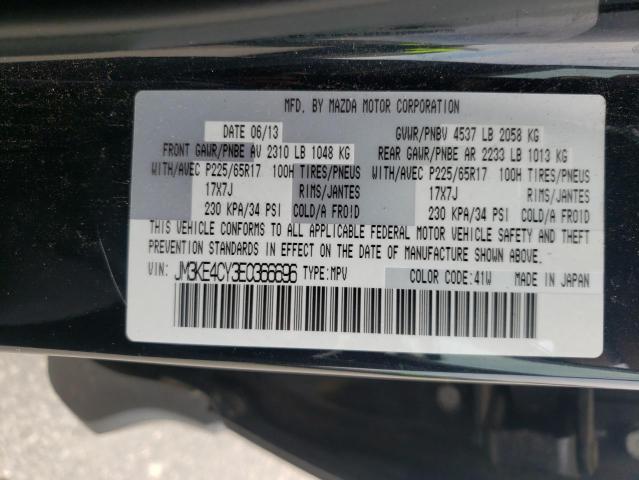 MFD. BY MAZDA MOTOR CORPORATION
DATE 06/13 GVWR/PNBV 4537 LB 2058 KG
FRONT GAWR/PNBE AV 2310 LB 1048 KG REAR GAWR/PNBE AR 2233 LB 1013 KG
WITH/AVEC P225/65R17 100H TIRES/PNEUS WITH/AVEC P225/65R17 100H TIRES/PNEUS
17X7J RIMS/JANTES 17X7J RIMS/JANTES
230 KPA/34 PSI COLD/A FROID 230 KPA/34 PSI COLD/A FROID
THIS VEHICLE CONFORMS TO ALL APPLICABLE FEDERAL MOTOR VEHICLE SAFETY AND THEFT
PREVENTION STANDARDS IN EFFECT ON THE DATE OF MANUFACTURE SHOWN ABOVE.
VIN: JM3KE4CY3E0366696 TYPE:MPV COLOR CODE:41W MADE IN JAPAN